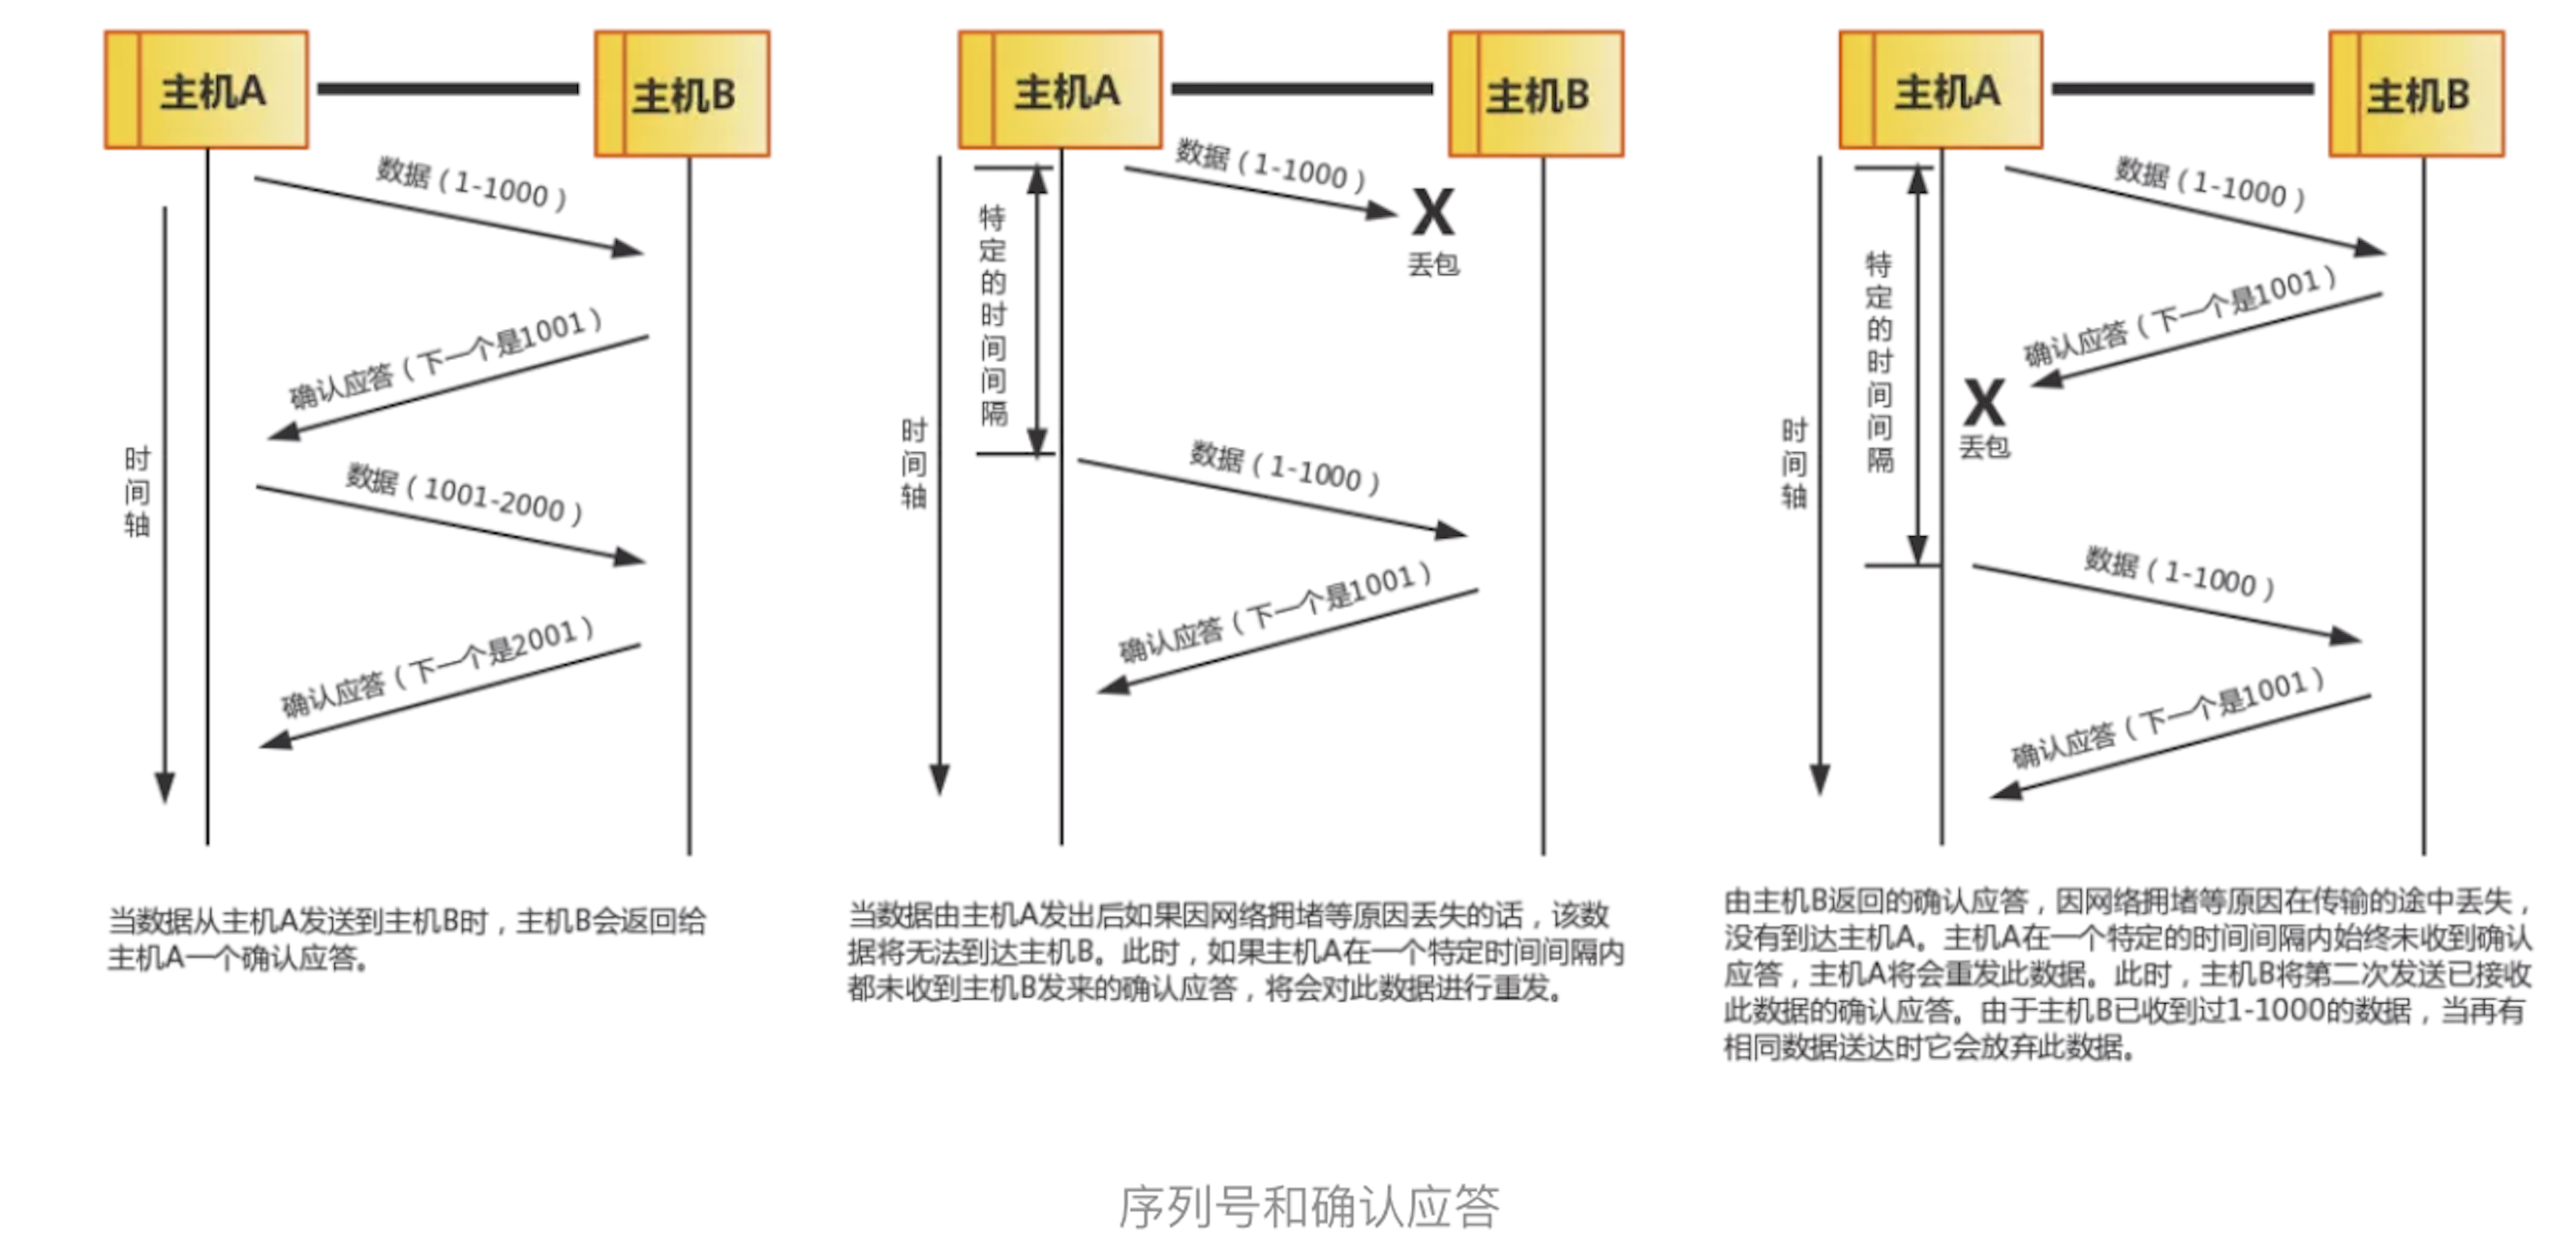 主机A
主机B
数据（1-1000）
确认应答（下一个是1001）
数据（1001-2000）
确认应答（下一个是2001）
时间轴
当数据从主机A发送到主机B时，主机B会返回给
主机A一个确认应答。
主机A
主机B
数据（1-1000）
X
丢包
特定的时间间隔
时间轴
数据（1-1000）
确认应答（下一个是1001）
当数据由主机A发出后如果因网络拥堵等原因丢失的话，该数
据将无法到达主机B。此时，如果主机A在一个特定时间间隔内
都未收到主机B发来的确认应答，将会对此数据进行重发。
主机A
主机B
数据（1-1000）
确认应答（下一个是1001）
X
丢包
特定的时间间隔
时间轴
数据（1-1000）
确认应答（下一个是1001）
由主机B返回的确认应答，因网络拥堵等原因在传输的途中丢失，
没有到达主机A。主机A在一个特定的时间间隔内始终未收到确认
应答，主机A将会重发此数据。此时，主机B将第二次发送已接收
此数据的确认应答。由于主机B已收到过1-1000的数据，当再有
相同数据送达时它会放弃此数据。
序列号和确认应答